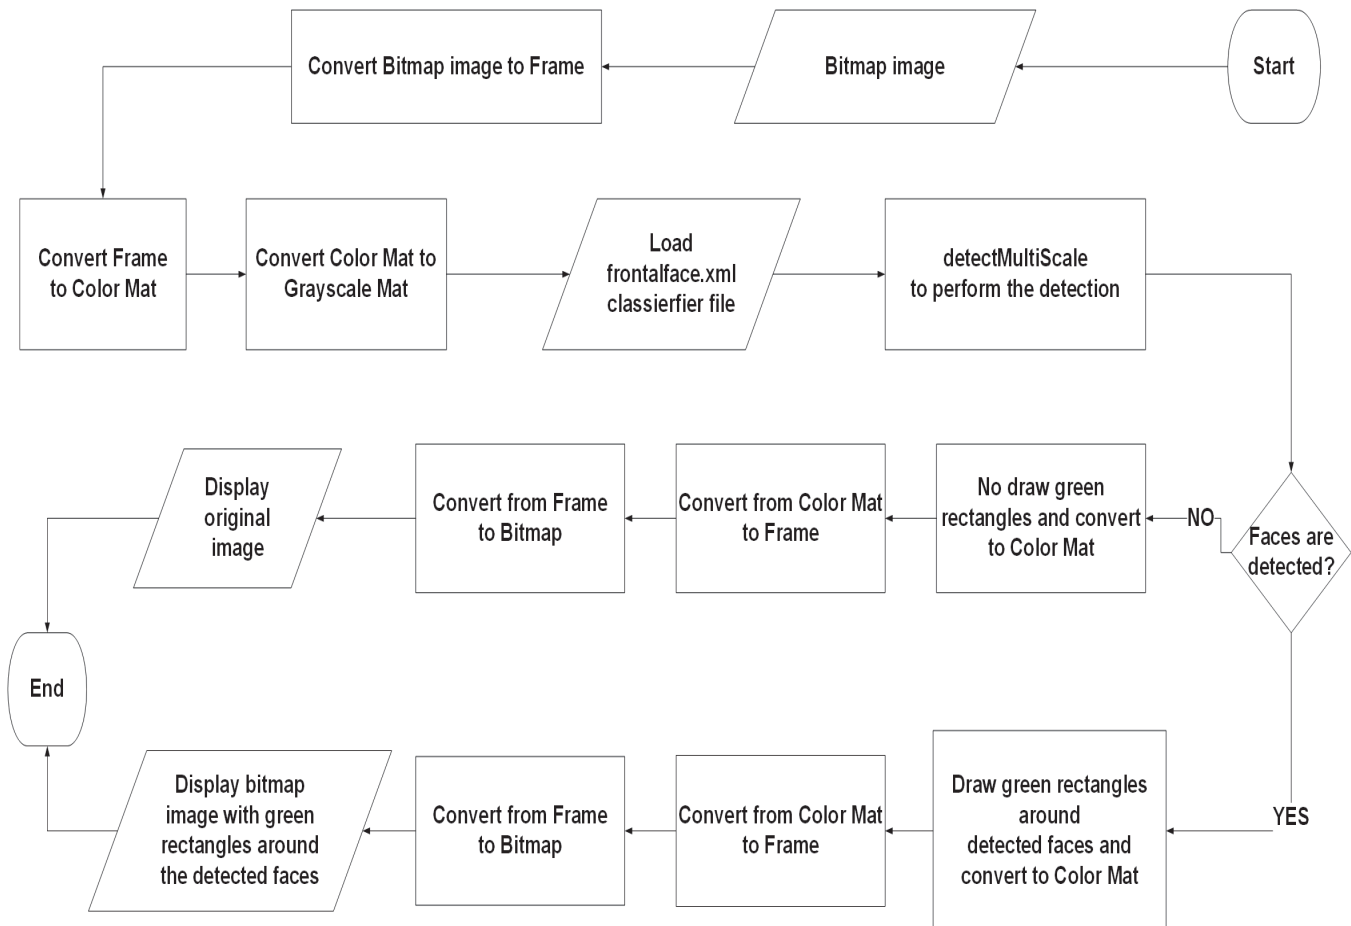 Start
Bitmap image
Convert Bitmap image to Frame
Convert Frame
to Color Mat
Convert Color Mat to
Grayscale Mat
Load
frontalface.xml
classierfier file
detectMultiScale
to perform the detection
Faces are
detected?
NO
No draw green
rectangles and convert
to Color Mat
Convert from Color Mat
to Frame
Convert from Frame
to Bitmap
Display
original
image
YES
Draw green rectangles
around
detected faces and
convert to Color Mat
Convert from Color Mat
to Frame
Convert from Frame
to Bitmap
Display bitmap
image with green
rectangles around
the detected faces
End